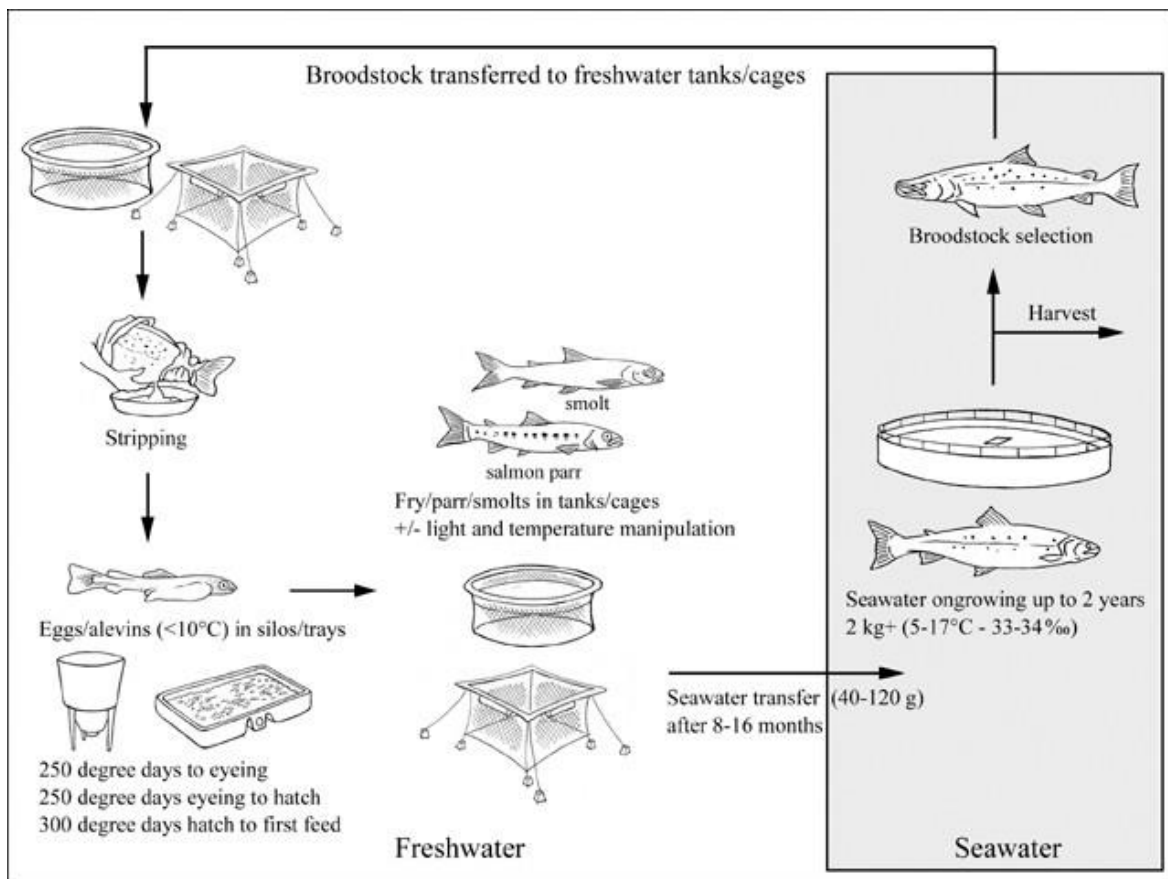 Broodstock transferred to freshwater tanks/cages
Broodstock selection
Harvest
Stripping
smolt
salmon parr
Fry/parr/smolts in tanks/cages
+/- light and temperature manipulation
Eggs/alevins (<10°C) in silos/trays
250 degree days to eyeing
250 degree days eyeing to hatch
300 degree days hatch to first feed
Seawater transfer (40-120 g)
after 8-16 months
Seawater ongrowing up to 2 years
2 kg+ (5-17°C - 33-34‰)
Freshwater
Seawater